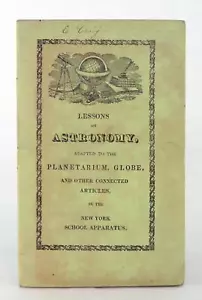 LESSONS
ON
ASTRONOMY,
ADAPTED TO THE
PLANETARIUM, GLOBE,
AND OTHER CONNECTED
ARTICLES,
OF THE
NEW YORK
SCHOOL APPARATUS.